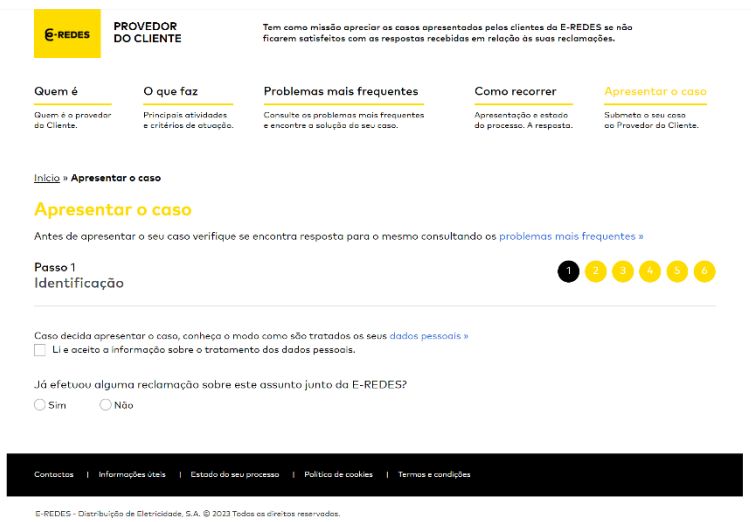 E-REDES
PROVEDOR
DO CLIENTE
Tem como missão apreciar os casos apresentados pelos clientes da E-REDES se não
ficarem satisfeitos com as respostas recebidas em relação às suas reclamações.
Quem é
Quem é o provedor
do Cliente.
O que faz
Principais atividades
e critérios de atuação.
Problemas mais frequentes
Consulte os problemas mais frequentes
e encontre a solução do seu caso.
Como recorrer
Apresentação e estado
do processo. A resposta.
Apresentar o caso
Submeta o seu caso
ao Provedor do Cliente.
Início » Apresentar o caso
Apresentar o caso
Antes de apresentar o seu caso verifique se encontra resposta para o mesmo consultando os problemas mais frequentes »
Passo 1
Identificação
1 2 3 4 5 6
Caso decida apresentar o caso, conheça o modo como são tratados os seus dados pessoais »
Li e aceito a informação sobre o tratamento dos dados pessoais.
Já efetuou alguma reclamação sobre este assunto junto da E-REDES?
Sim Não
Contactos | Informações úteis | Estado do seu processo | Política de cookies | Termos e condições
E-REDES - Distribuição de Eletricidade, S.A. © 2023 Todos os direitos reservados.